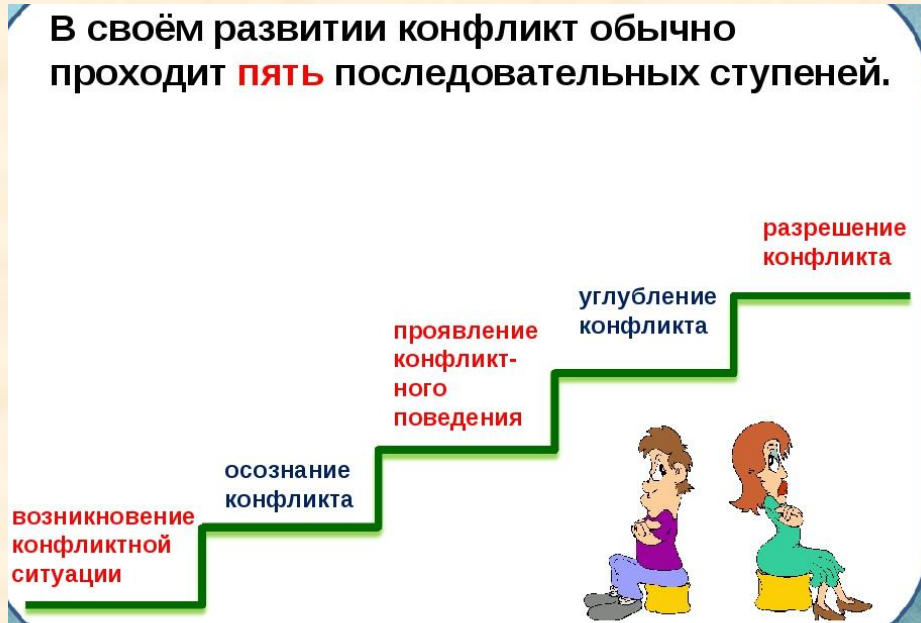 В своём развитии конфликт обычно
проходит пять последовательных ступеней.
возникновение
конфликтной
ситуации
осознание
конфликта
проявление
конфликт-
ного
поведения
углубление
конфликта
разрешение
конфликта